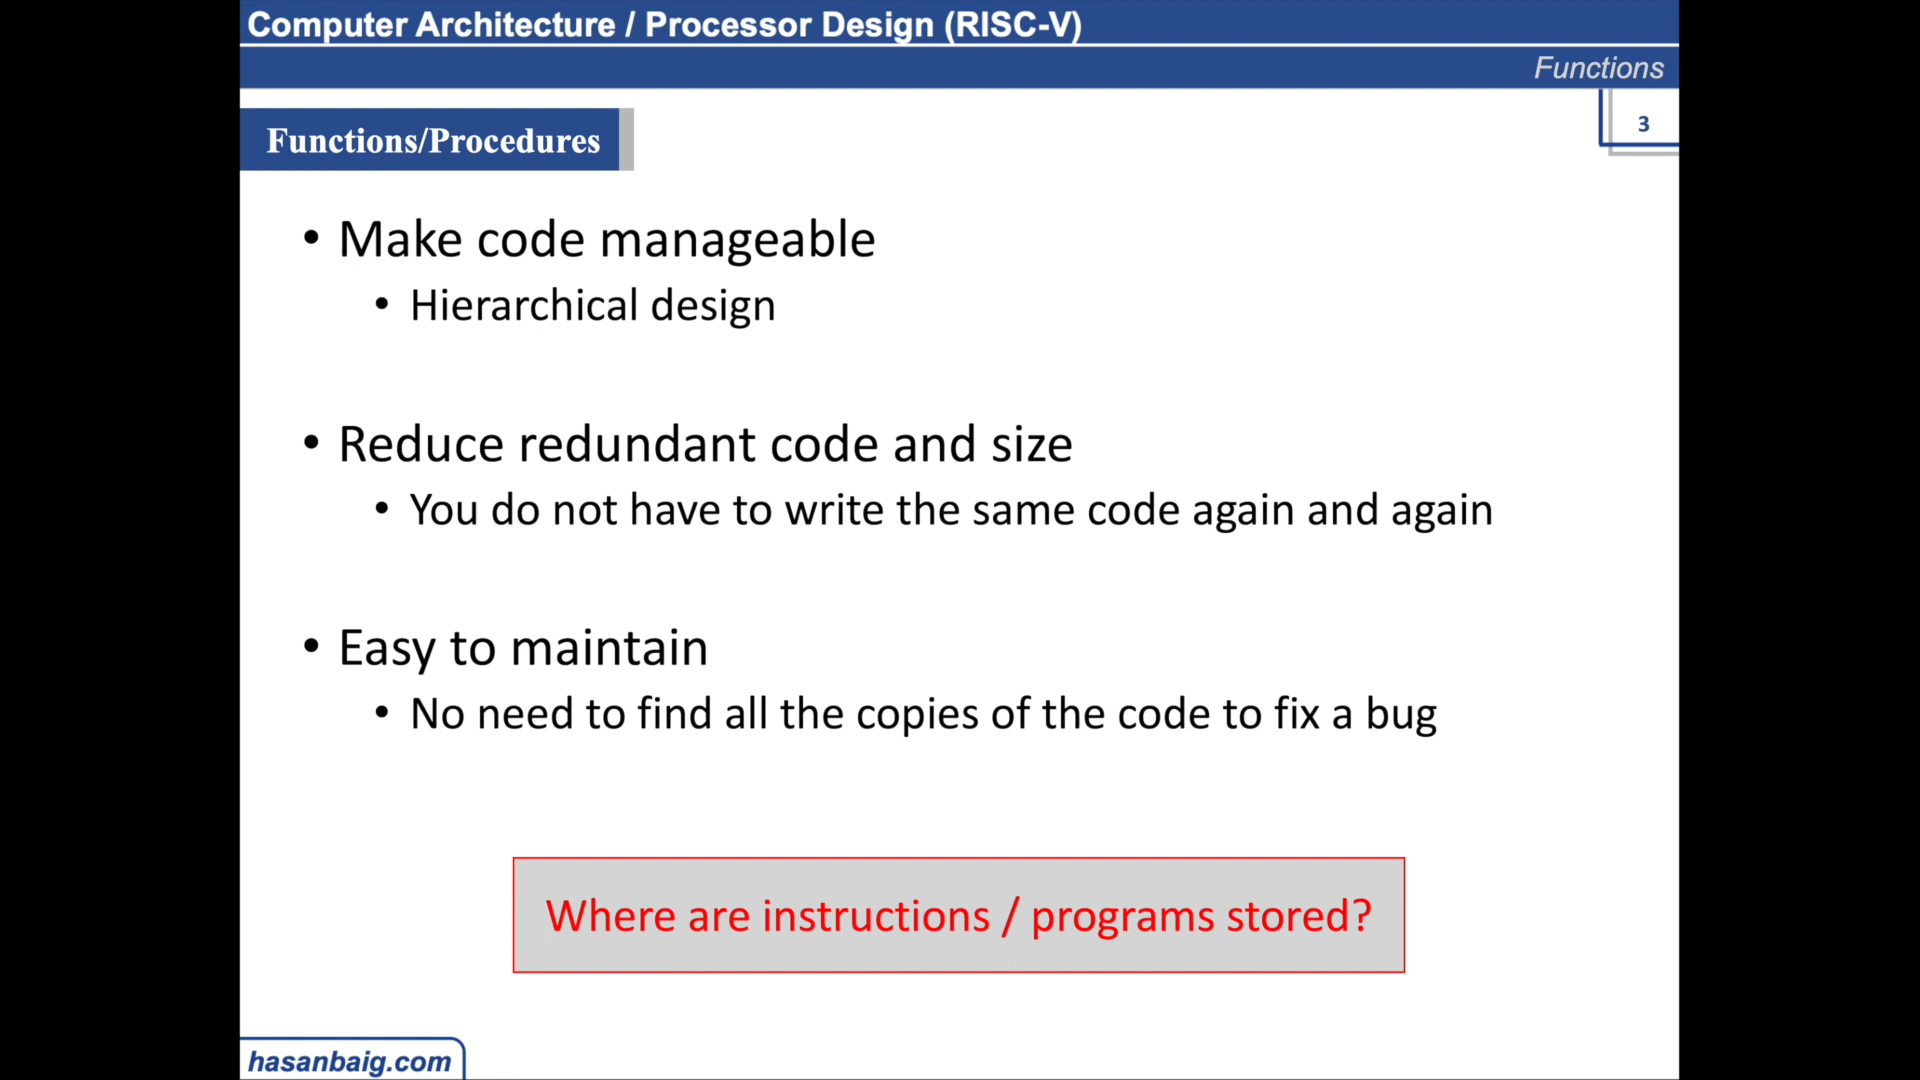 Computer Architecture / Processor Design (RISC-V)
Functions
3
Functions/Procedures
• Make code manageable
• Hierarchical design
• Reduce redundant code and size
• You do not have to write the same code again and again
• Easy to maintain
• No need to find all the copies of the code to fix a bug
Where are instructions / programs stored?
hasanbaig.com